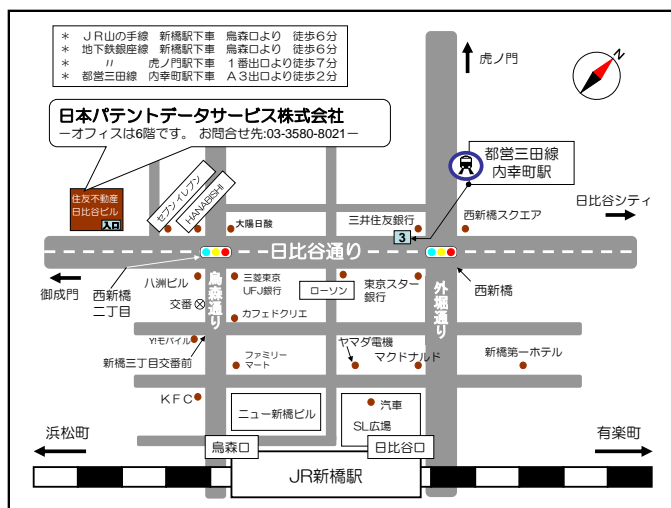 ＊　ＪＲ山の手線　新橋駅下車　烏森口より　徒歩６分
＊　地下鉄銀座線　新橋駅下車　烏森口より　徒歩６分
＊　　　〃　　　虎ノ門駅下車　１番出口より徒歩７分
＊　都営三田線　内幸町駅下車　Ａ３出口より徒歩２分
N
虎ノ門
日本パテントデータサービス株式会社
－オフィスは6階です。 お問合せ先:03-3580-8021－
都営三田線
内幸町駅
住友不動産
日比谷ビル
入口
セブンイレブン
HANABISHI
大陽日酸
三井住友銀行
3
西新橋スクエア
日比谷シティ
日比谷通り
御成門
西新橋
二丁目
八洲ビル
烏森通り
三菱東京
UFJ銀行
ローソン
東京スター
銀行
外堀通り
西新橋
交番
カフェドクリエ
Y!モバイル
新橋三丁目交番前
ファミリー
マート
ヤマダ電機
マクドナルド
新橋第一ホテル
ＫＦＣ
ニュー新橋ビル
汽車
SL広場
浜松町
烏森口
日比谷口
有楽町
JR新橋駅